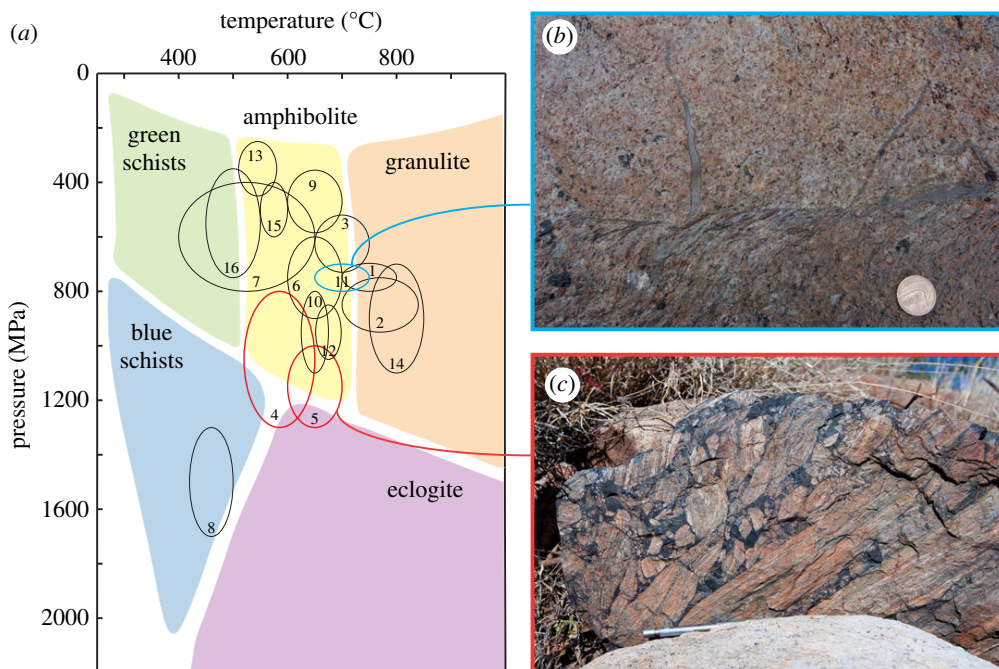 (a)
temperature (°C)
400 600 800
0
400
800
1200
1600
2000
pressure (MPa)
amphibolite
green
schists
granulite
blue
schists
eclogite
13
9
3
15
16
7
6
11
1
10
2
12
14
4
5
8
(b)
(c)